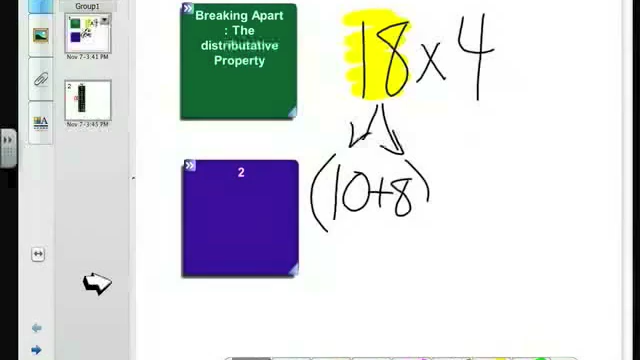 Group1
Nov 7-3:41 PM
2
Nov 7-3:45 PM
Breaking Apart
: The
distributative
Property
18 x 4
(10+8)
2